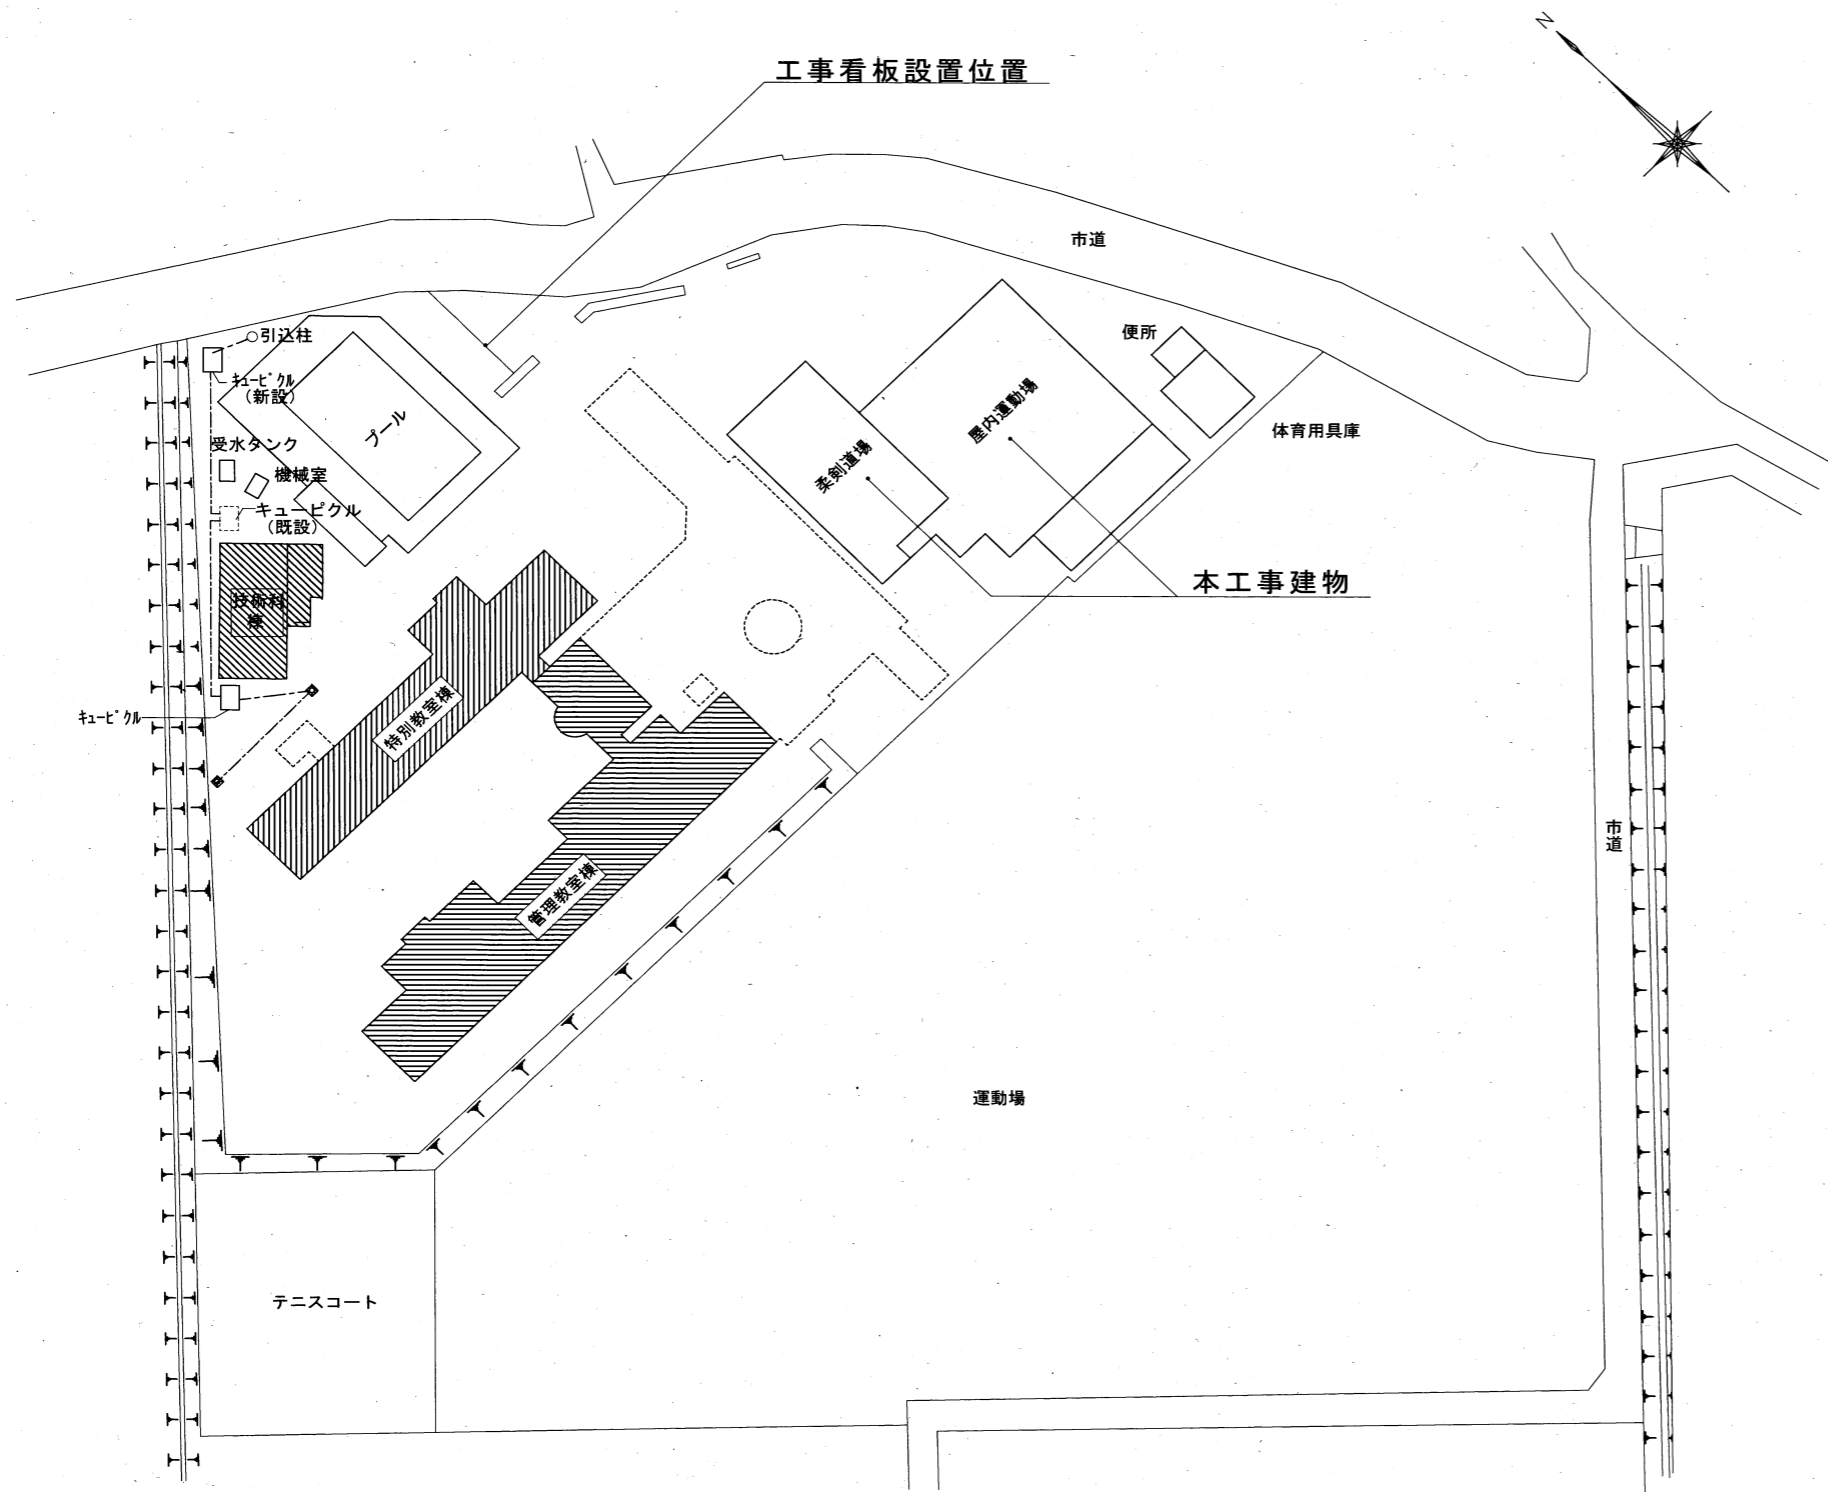 N
工事看板設置位置
市道
引込柱
便所
キュービクル
(新設)
屋内運動場
プール
体育用具庫
受水タンク
柔剣道場
機械室
キュービクル
(既設)
本工事建物
技術科
棟
特別教室棟
キュービクル
市道
管理教室棟
運動場
テニスコート